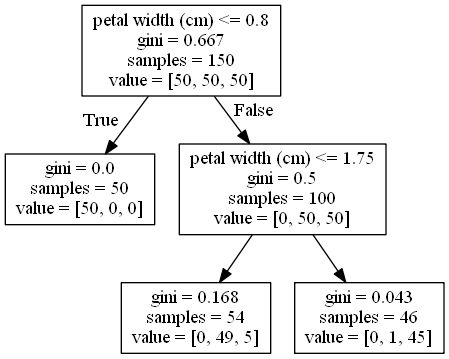 petal width (cm) <= 0.8
gini = 0.667
samples = 150
value = [50, 50, 50]
True
False
gini = 0.0
samples = 50
value = [50, 0, 0]
petal width (cm) <= 1.75
gini = 0.5
samples = 100
value = [0, 50, 50]
gini = 0.168
samples = 54
value = [0, 49, 5]
gini = 0.043
samples = 46
value = [0, 1, 45]